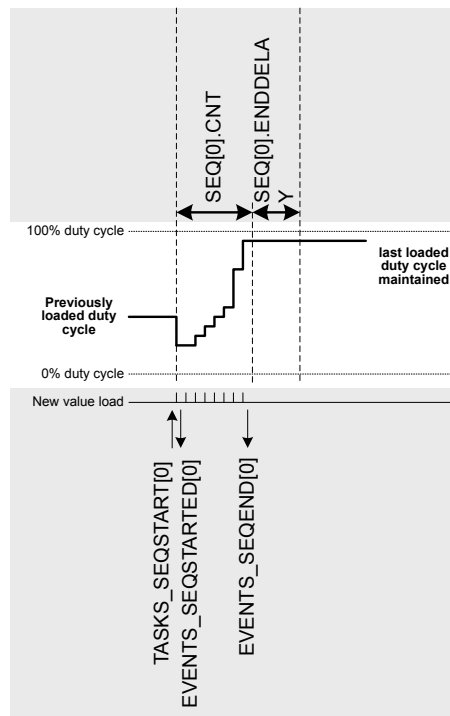 SEQ[0].CNT
SEQ[0].ENDDELA
Y
100% duty cycle
last loaded
duty cycle
maintained
Previously
loaded duty
cycle
0% duty cycle
New value load
TASKS_SEQSTART[0]
EVENTS_SEQSTARTED[0]
EVENTS_SEQEND[0]